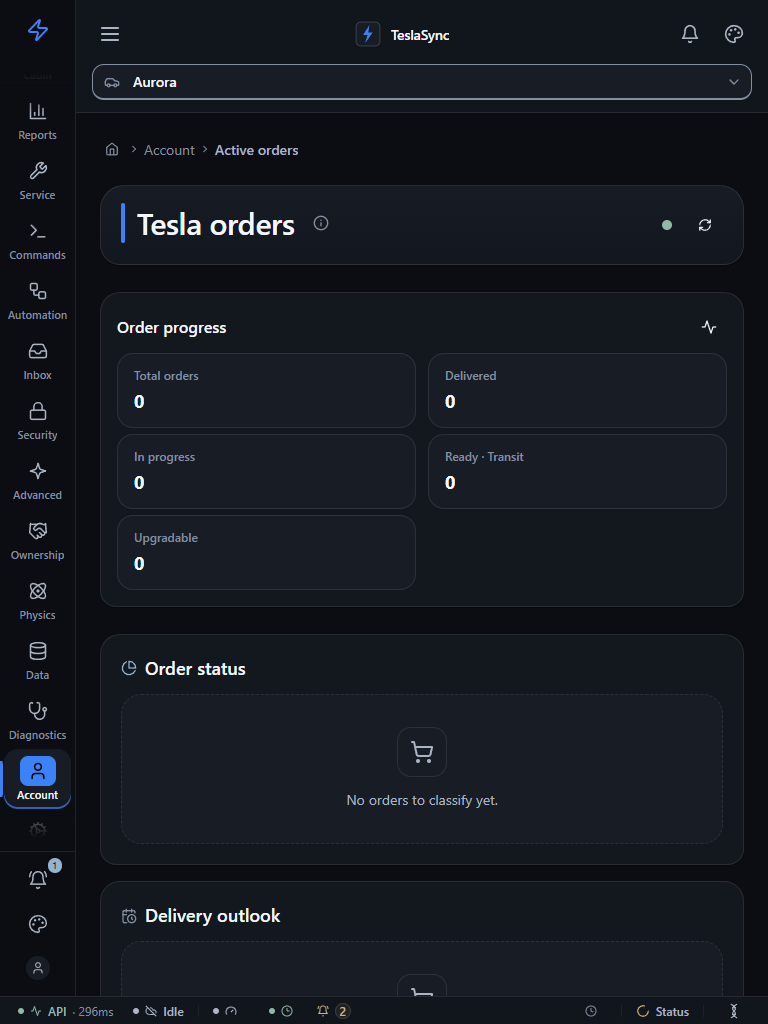 TeslaSync
Aurora
Reports
Service
Commands
Automation
Inbox
Security
Advanced
Ownership
Physics
Data
Diagnostics
Account
1
Account
Active orders
Tesla orders
Order progress
Total orders
0
Delivered
0
In progress
0
Ready · Transit
0
Upgradable
0
Order status
No orders to classify yet.
Delivery outlook
API · 296ms
Idle
2
Status